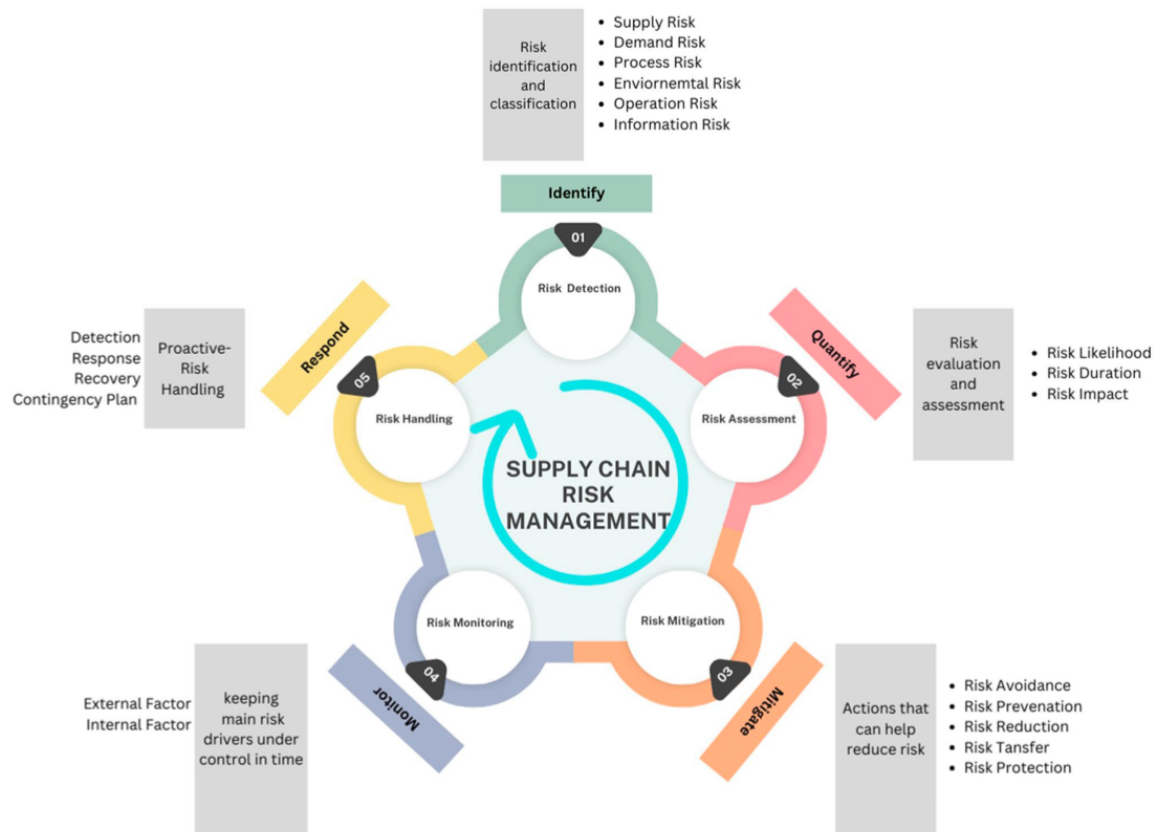 Risk
identification
and
classification
Supply Risk
Demand Risk
Process Risk
Enviornemtal Risk
Operation Risk
Information Risk
Identify
01
Risk Detection
Quantify
02
Risk Assessment
Risk
evaluation
and
assessment
Risk Likelihood
Risk Duration
Risk Impact
Mitigate
03
Risk Mitigation
Actions that
can help
reduce risk
Risk Avoidance
Risk Prevenation
Risk Reduction
Risk Tansfer
Risk Protection
Monitor
04
Risk Monitoring
keeping
main risk
drivers under
control in time
External Factor
Internal Factor
Respond
05
Risk Handling
Proactive-
Risk
Handling
Detection
Response
Recovery
Contingency Plan
SUPPLY CHAIN
RISK
MANAGEMENT